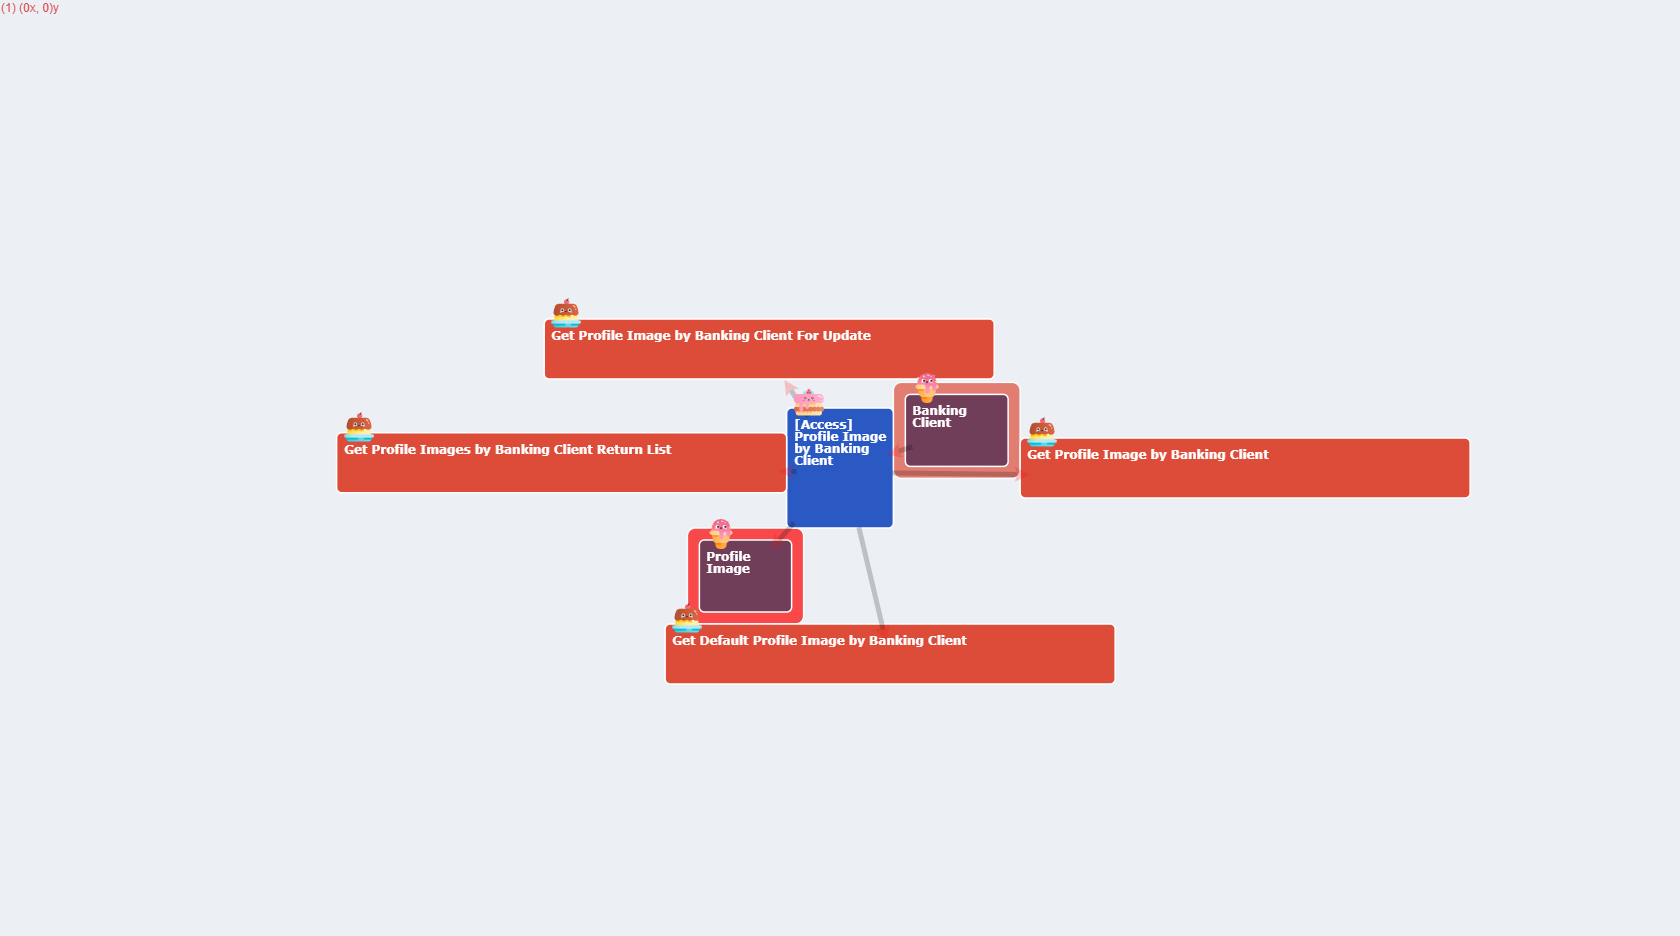 (1) (0x, 0)y
Get Profile Image by Banking Client For Update
Banking
Client
[Access]
Profile Image
by Banking
Client
Get Profile Images by Banking Client Return List
Get Profile Image by Banking Client
Profile
Image
Get Default Profile Image by Banking Client